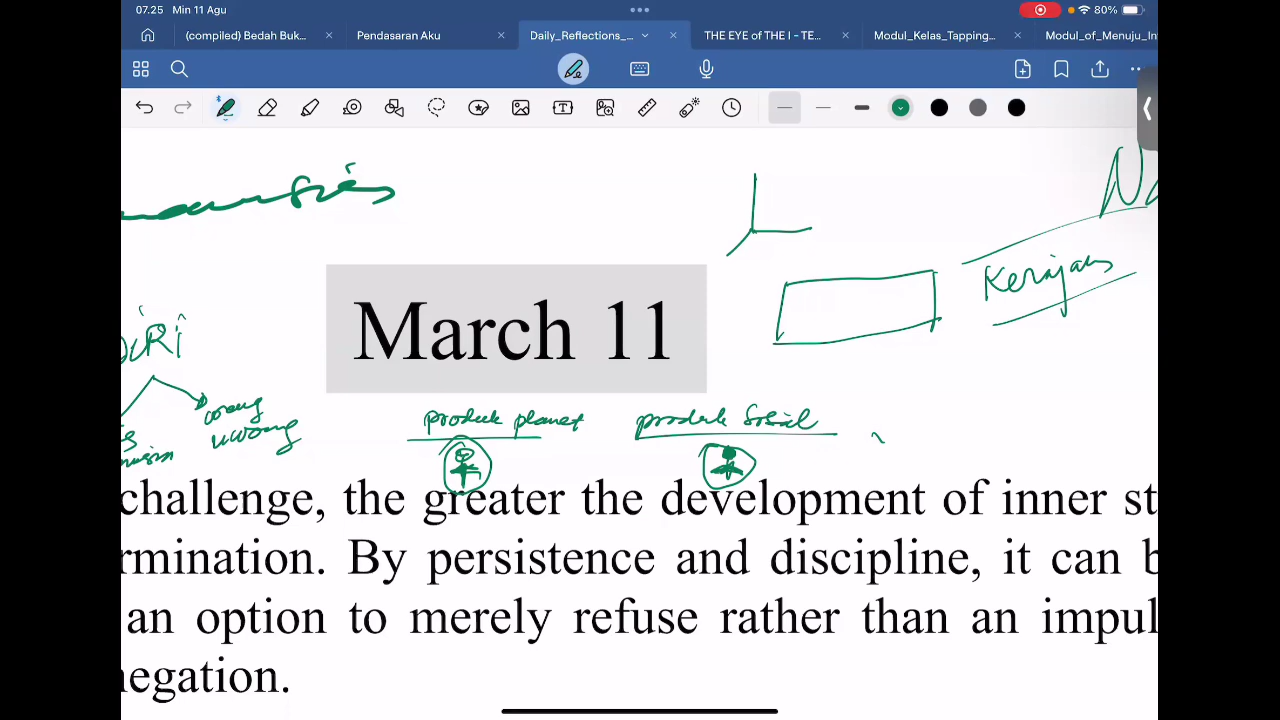 07.25 Min 11 Agu
80%
(compiled) Bedah Buk...
Pendasaran Aku
Daily_Reflections_...
THE EYE of THE I - TE...
Modul_Kelas_Tapping...
Modul_of_Menuju_In
Kerajaan
March 11
DiRi
orang
uwong
produk planet
produk sosial
challenge, the greater the development of inner st
rmination. By persistence and discipline, it can b
an option to merely refuse rather than an impul
negation.